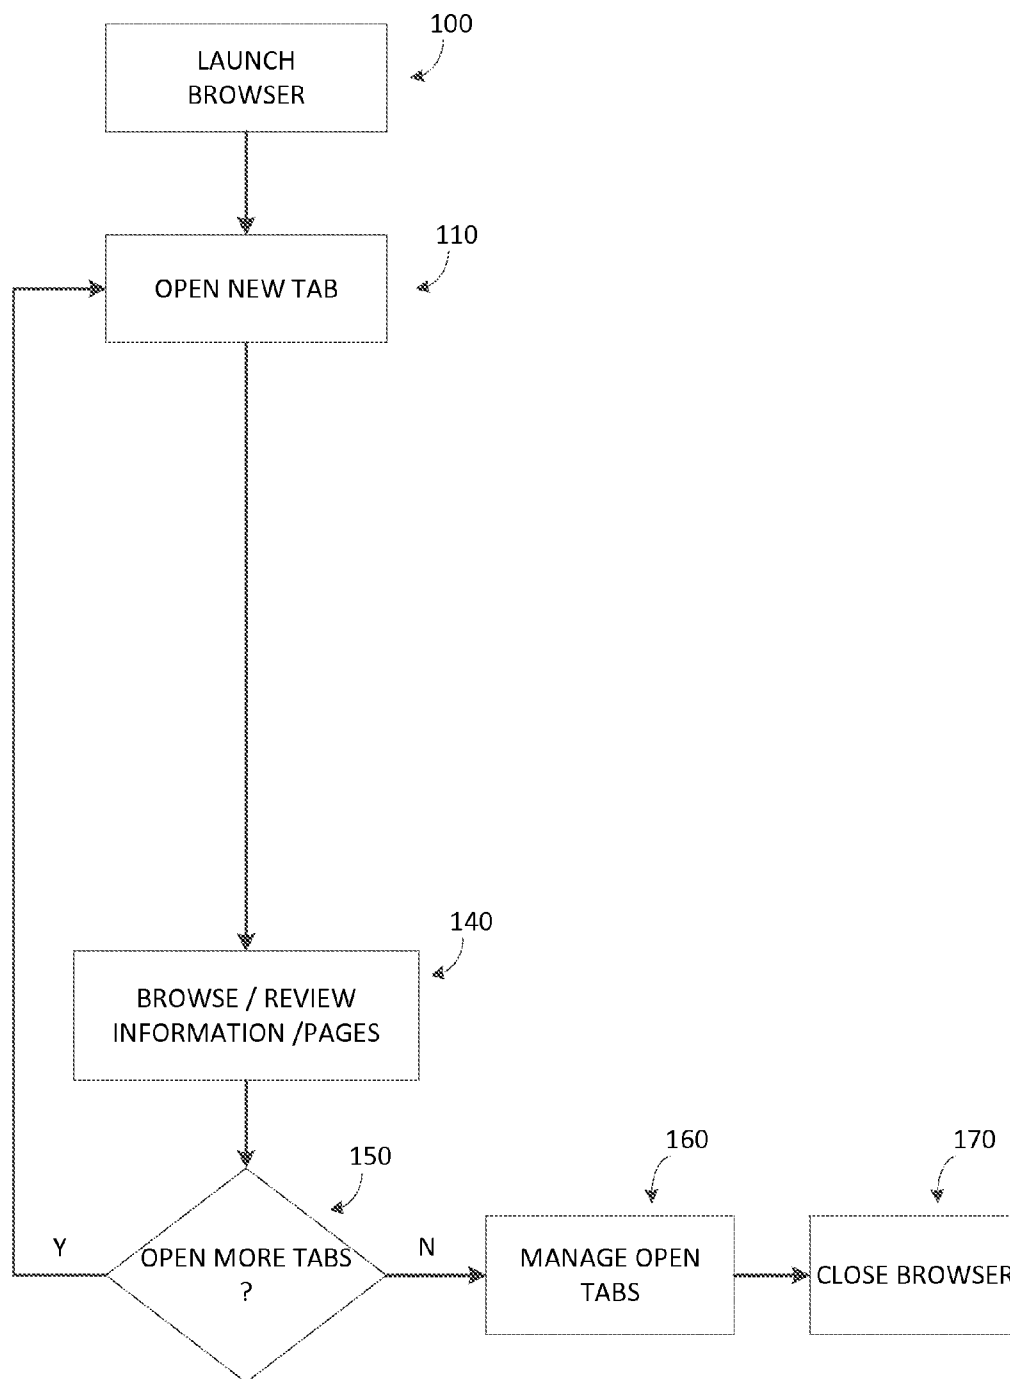 100
LAUNCH
BROWSER
110
OPEN NEW TAB
140
BROWSE / REVIEW
INFORMATION /PAGES
150
160
170
Y
OPEN MORE TABS
?
N
MANAGE OPEN
TABS
CLOSE BROWSER